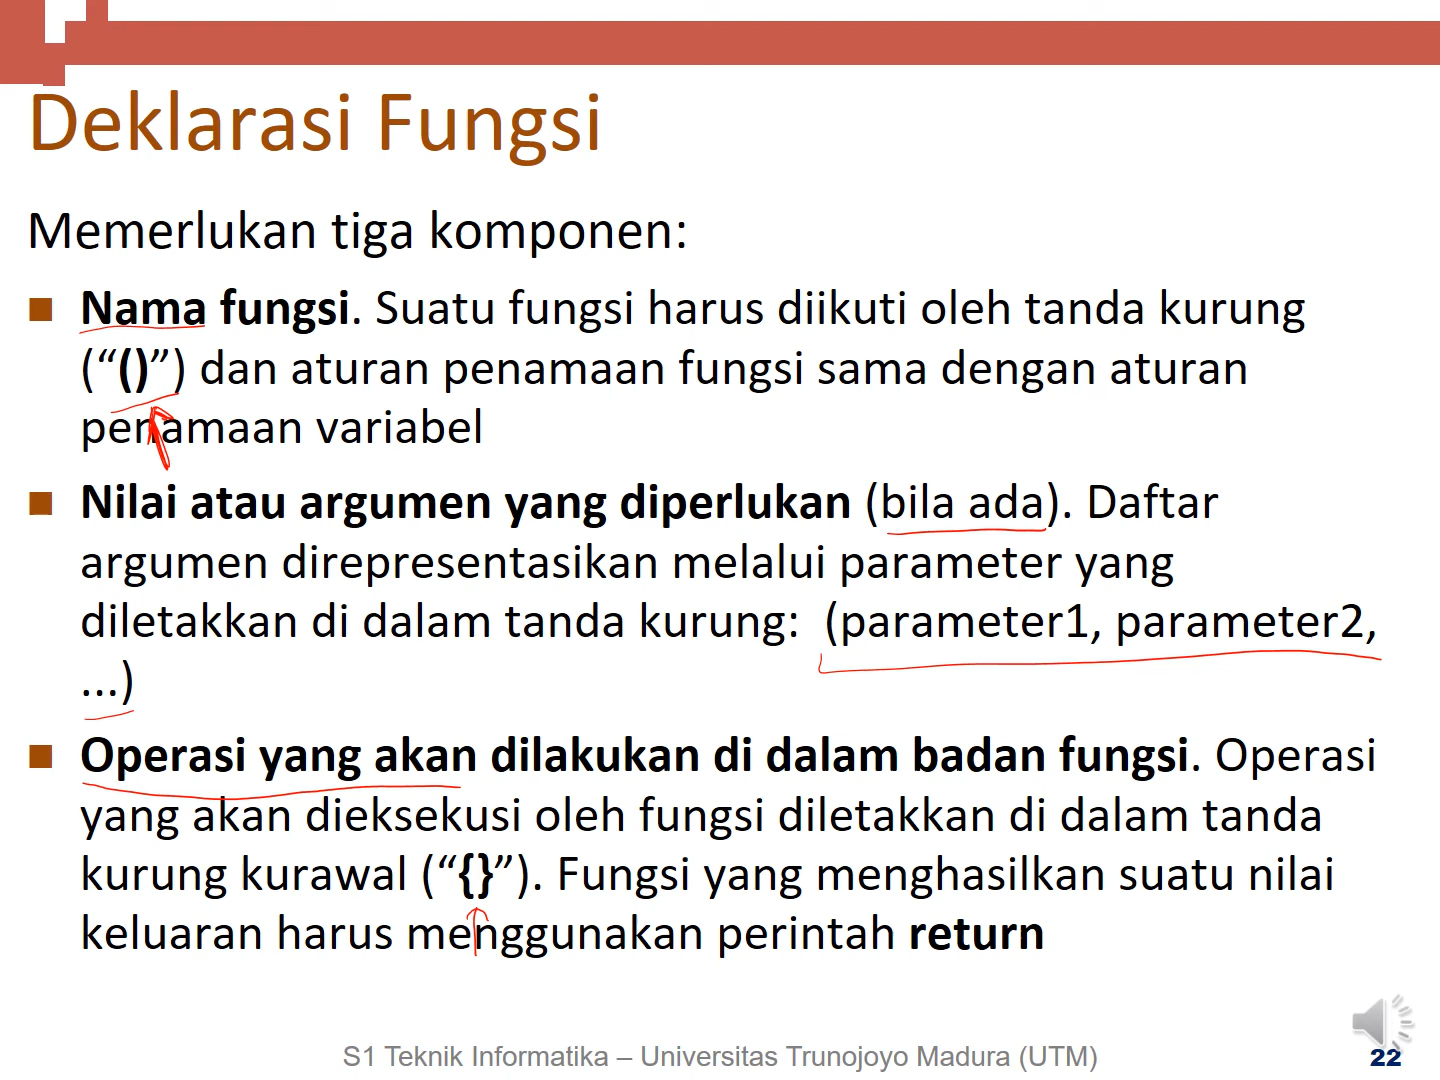 Deklarasi Fungsi
Memerlukan tiga komponen:
Nama fungsi. Suatu fungsi harus diikuti oleh tanda kurung
(“()”) dan aturan penamaan fungsi sama dengan aturan
penamaan variabel
Nilai atau argumen yang diperlukan (bila ada). Daftar
argumen direpresentasikan melalui parameter yang
diletakkan di dalam tanda kurung: (parameter1, parameter2,
...)
Operasi yang akan dilakukan di dalam badan fungsi. Operasi
yang akan dieksekusi oleh fungsi diletakkan di dalam tanda
kurung kurawal (“{}”). Fungsi yang menghasilkan suatu nilai
keluaran harus menggunakan perintah return
S1 Teknik Informatika – Universitas Trunojoyo Madura (UTM)
22